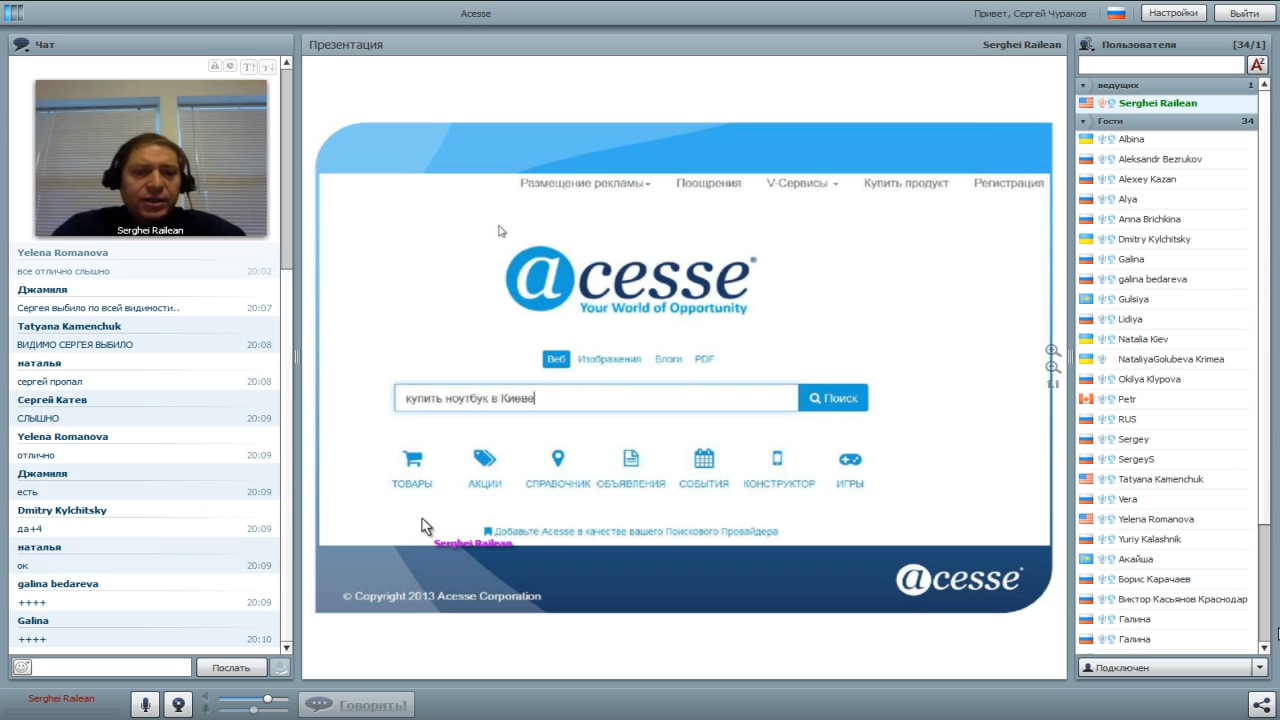 Acesse
Привет, Сергей Чураков
Настройки
Выйти
Чат
Serghei Railean
Yelena Romanova
все отлично слышно 20:02
Джамиля
Сергея выбило по всей видимости.. 20:07
Tatyana Kamenchuk
ВИДИМО СЕРГЕЯ ВЫБИЛО 20:08
наталья
сергей пропал 20:08
Сергей Катев
СЛЫШНО 20:09
Yelena Romanova
отлично 20:09
Джамиля
есть 20:09
Dmitry Kylchitsky
да+4 20:09
наталья
ок 20:09
galina bedareva
++++ 20:09
Galina
++++ 20:10
Послать
Serghei Railean
Говорить!
Презентация
Serghei Railean
Размещение рекламы
Поощрения
V-Сервисы
Купить продукт
Регистрация
@cesse®
Your World of Opportunity
Веб
Изображения
Блоги
PDF
купить ноутбук в Киеве
Поиск
ТОВАРЫ
АКЦИИ
СПРАВОЧНИК
ОБЪЯВЛЕНИЯ
СОБЫТИЯ
КОНСТРУКТОР
ИГРЫ
Добавьте Acesse в качестве вашего Поискового Провайдера
Serghei Railean
© Copyright 2013 Acesse Corporation
@cesse®
1:1
Пользователи
[34/1]
ведущих 1
Serghei Railean
Гости 34
Albina
Aleksandr Bezrukov
Alexey Kazan
Alya
Anna Brichkina
Dmitry Kylchitsky
Galina
galina bedareva
Gulsiya
Lidiya
Natalia Kiev
NataliyaGolubeva Krimea
Okilya Klypova
Petr
RUS
Sergey
SergeyS
Tatyana Kamenchuk
Vera
Yelena Romanova
Yuriy Kalashnik
Акайша
Борис Карачаев
Виктор Касьянов Краснодар
Галина
Галина
Подключен